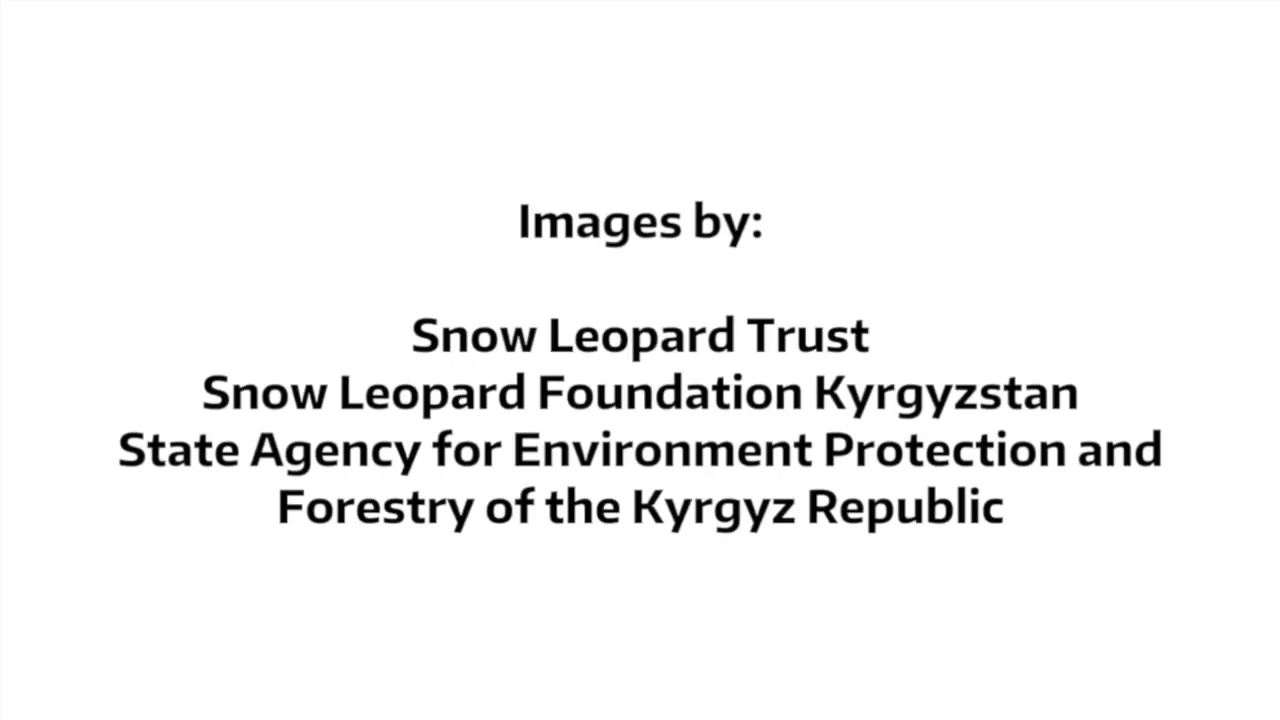 Images by:
Snow Leopard Trust
Snow Leopard Foundation Kyrgyzstan
State Agency for Environment Protection and
Forestry of the Kyrgyz Republic